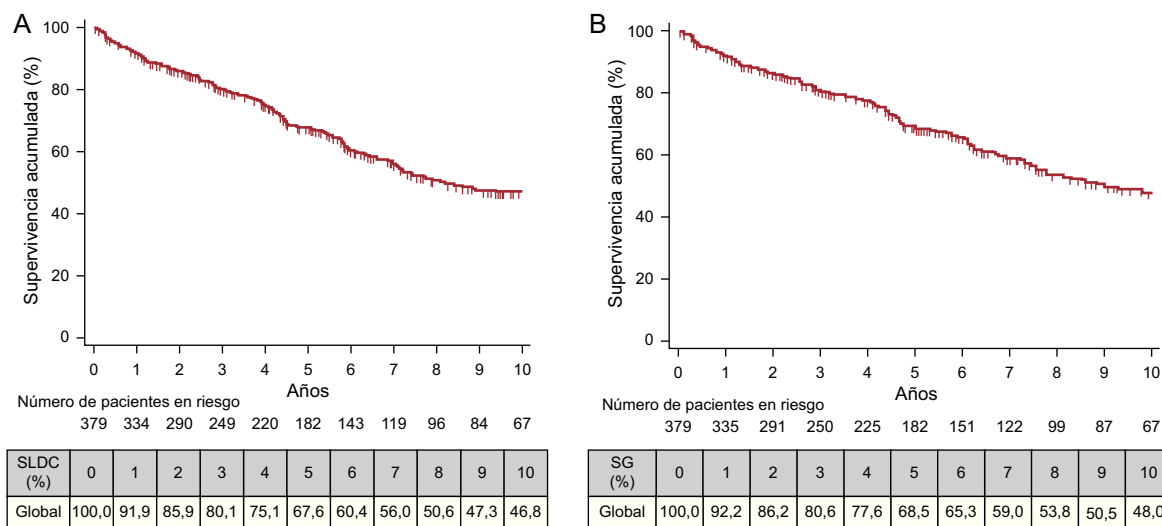 A
Supervivencia acumulada (%)
100
80
60
40
20
0
0 1 2 3 4 5 6 7 8 9 10
Años
Número de pacientes en riesgo
379 334 290 249 220 182 143 119 96 84 67
SLDC (%) 0 1 2 3 4 5 6 7 8 9 10
Global 100,0 91,9 85,9 80,1 75,1 67,6 60,4 56,0 50,6 47,3 46,8
B
Supervivencia acumulada (%)
100
80
60
40
20
0
0 1 2 3 4 5 6 7 8 9 10
Años
Número de pacientes en riesgo
379 335 291 250 225 182 151 122 99 87 67
SG (%) 0 1 2 3 4 5 6 7 8 9 10
Global 100,0 92,2 86,2 80,6 77,6 68,5 65,3 59,0 53,8 50,5 48,0